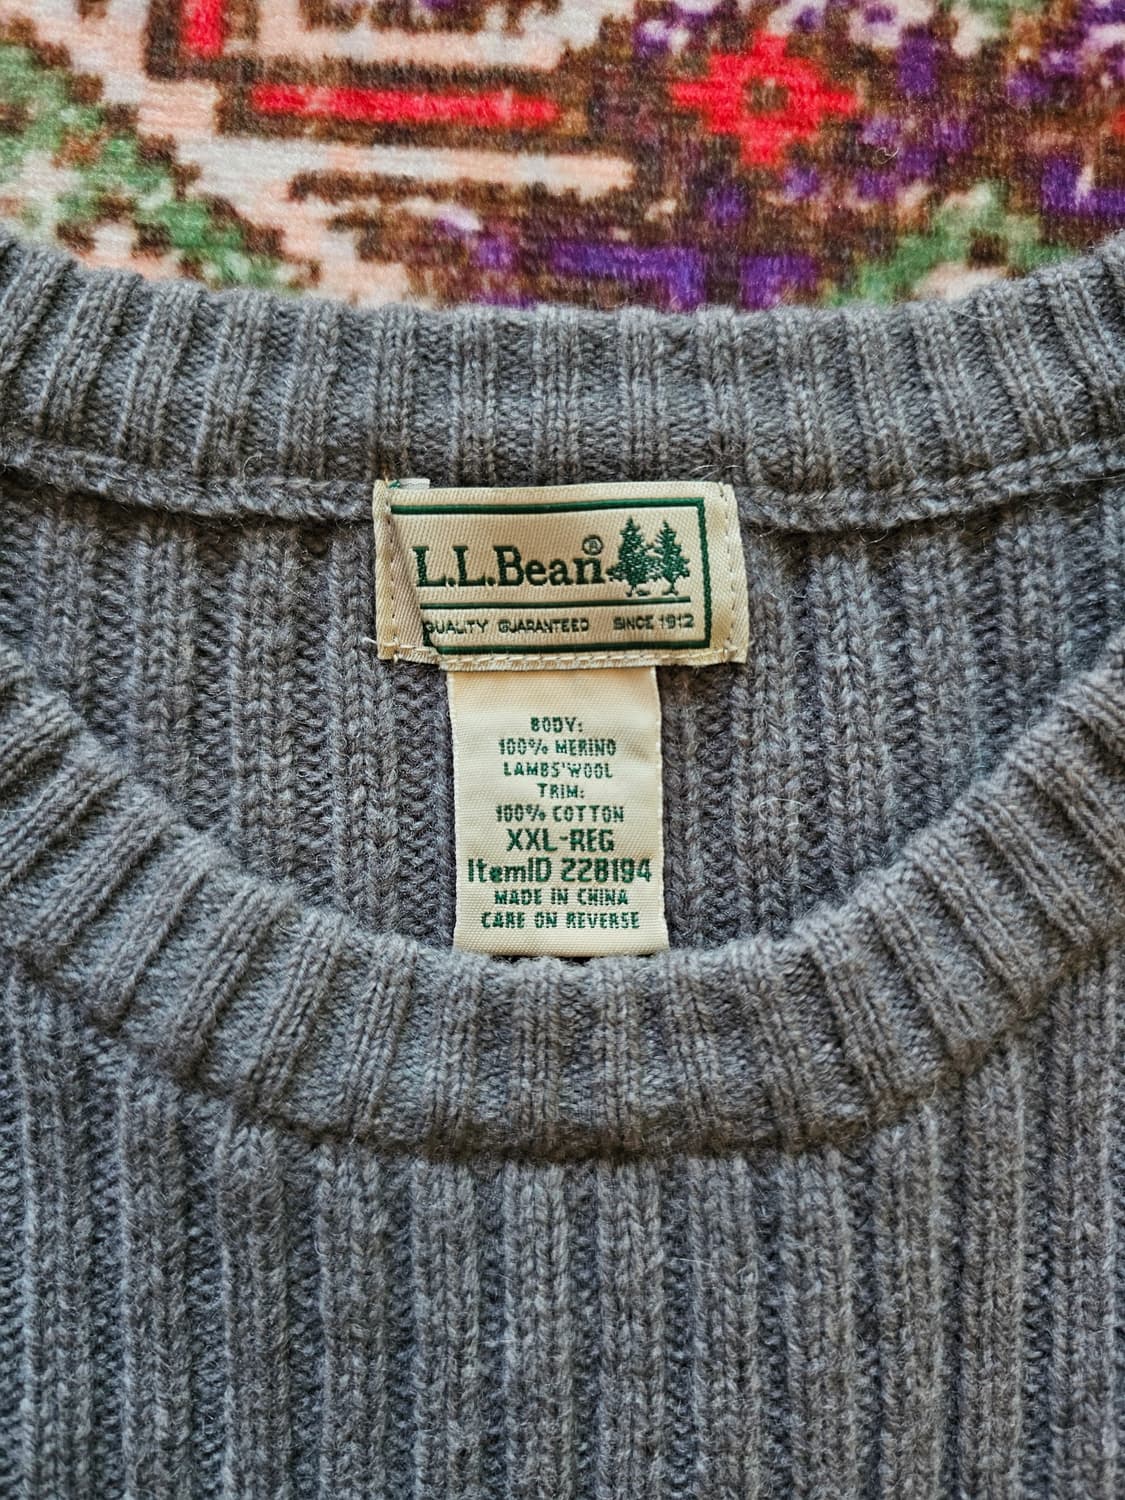 L.L.Bean®
QUALITY GUARANTEED SINCE 1912
BODY:
100% MERINO
LAMBS'WOOL
TRIM:
100% COTTON
XXL-REG
ItemID 228194
MADE IN CHINA
CARE ON REVERSE